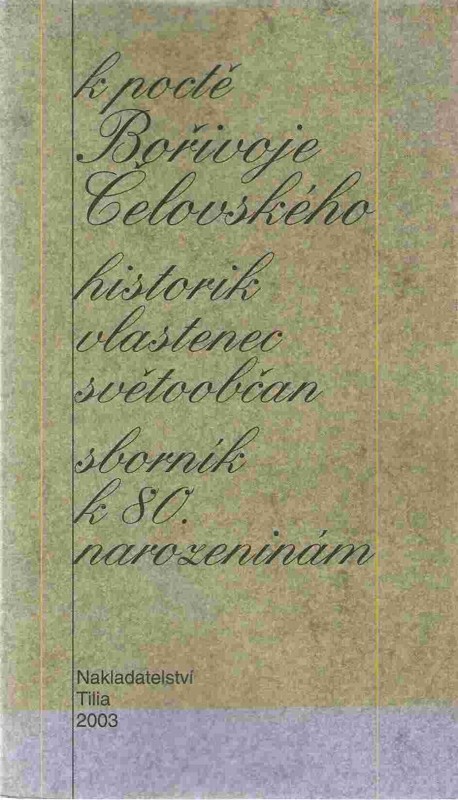 k poctě
Bořivoje
Čelovského
historik
vlastenec
světoobčan
sborník
k 80.
narozeninám
Nakladatelství
Tilia
2003